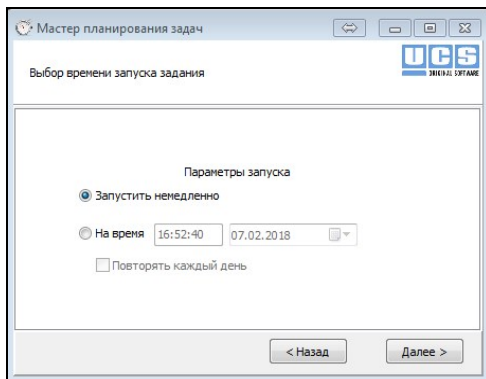 Мастер планирования задач
Выбор времени запуска задания
UCS
ORIGINAL SOFTWARE
Параметры запуска
Запустить немедленно
На время 16:52:40 07.02.2018
Повторять каждый день
< Назад Далее >